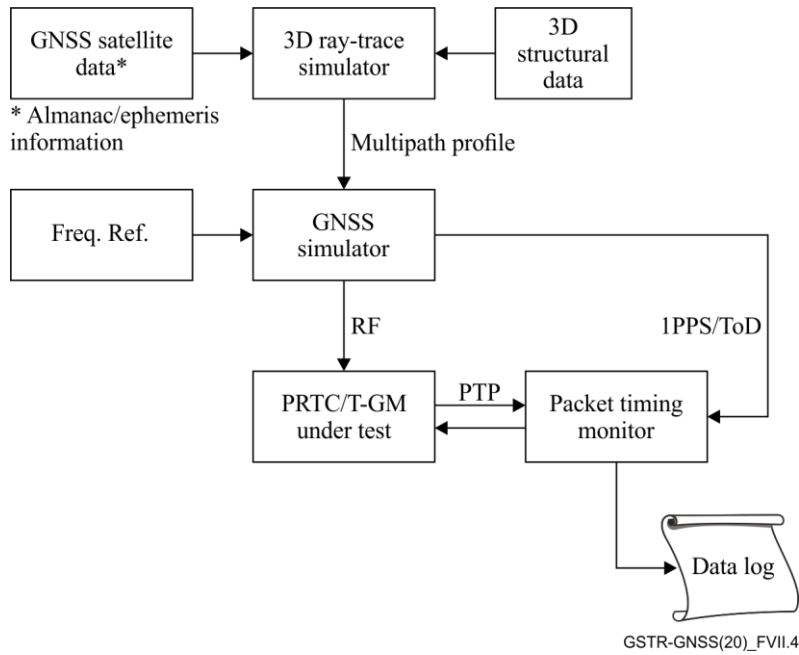 GNSS satellite
data*
3D ray-trace
simulator
3D
structural
data
* Almanac/ephemeris
information
Multipath profile
Freq. Ref.
GNSS
simulator
RF
1PPS/ToD
PRTC/T-GM
under test
PTP
Packet timing
monitor
Data log
GSTR-GNSS(20)_FVII.4